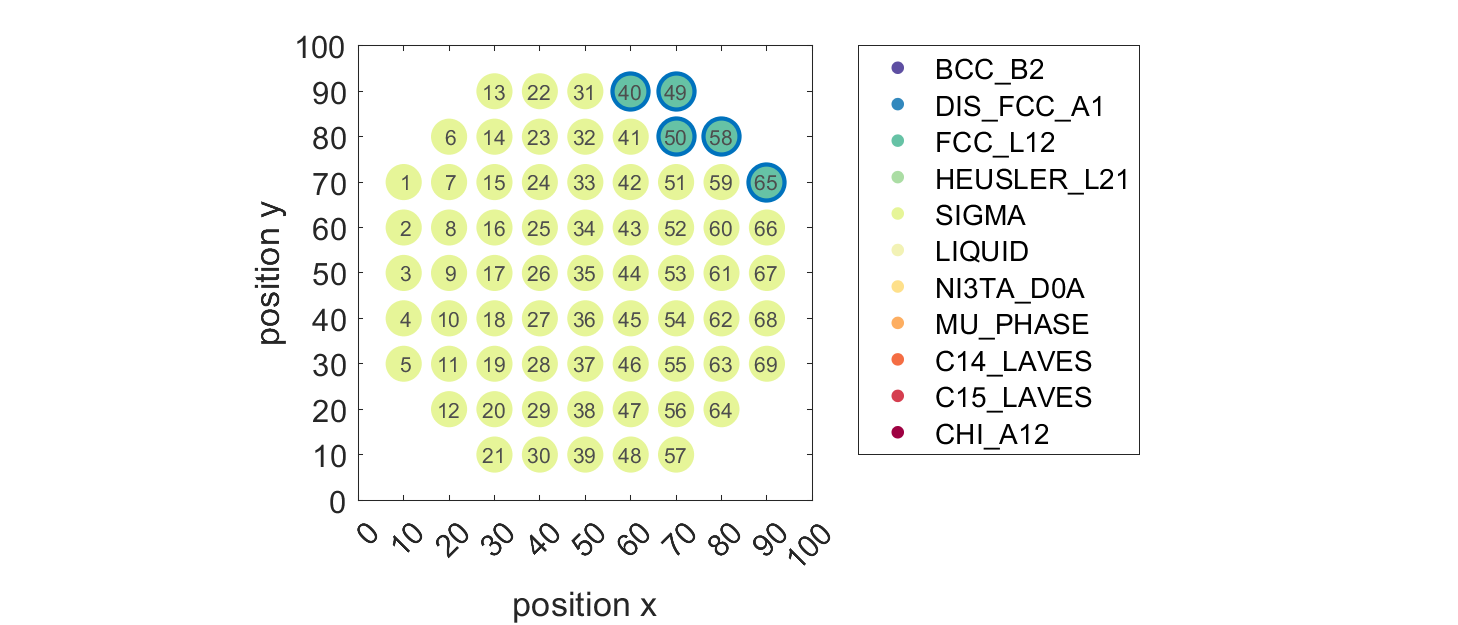 100
90 13 22 31 40 49
80 6 14 23 32 41 50 58
70 1 7 15 24 33 42 51 59 65
60 2 8 16 25 34 43 52 60 66
50 3 9 17 26 35 44 53 61 67
40 4 10 18 27 36 45 54 62 68
30 5 11 19 28 37 46 55 63 69
20 12 20 29 38 47 56 64
10 21 30 39 48 57
0
position y
0 10 20 30 40 50 60 70 80 90 100
position x
BCC_B2
DIS_FCC_A1
FCC_L12
HEUSLER_L21
SIGMA
LIQUID
NI3TA_D0A
MU_PHASE
C14_LAVES
C15_LAVES
CHI_A12